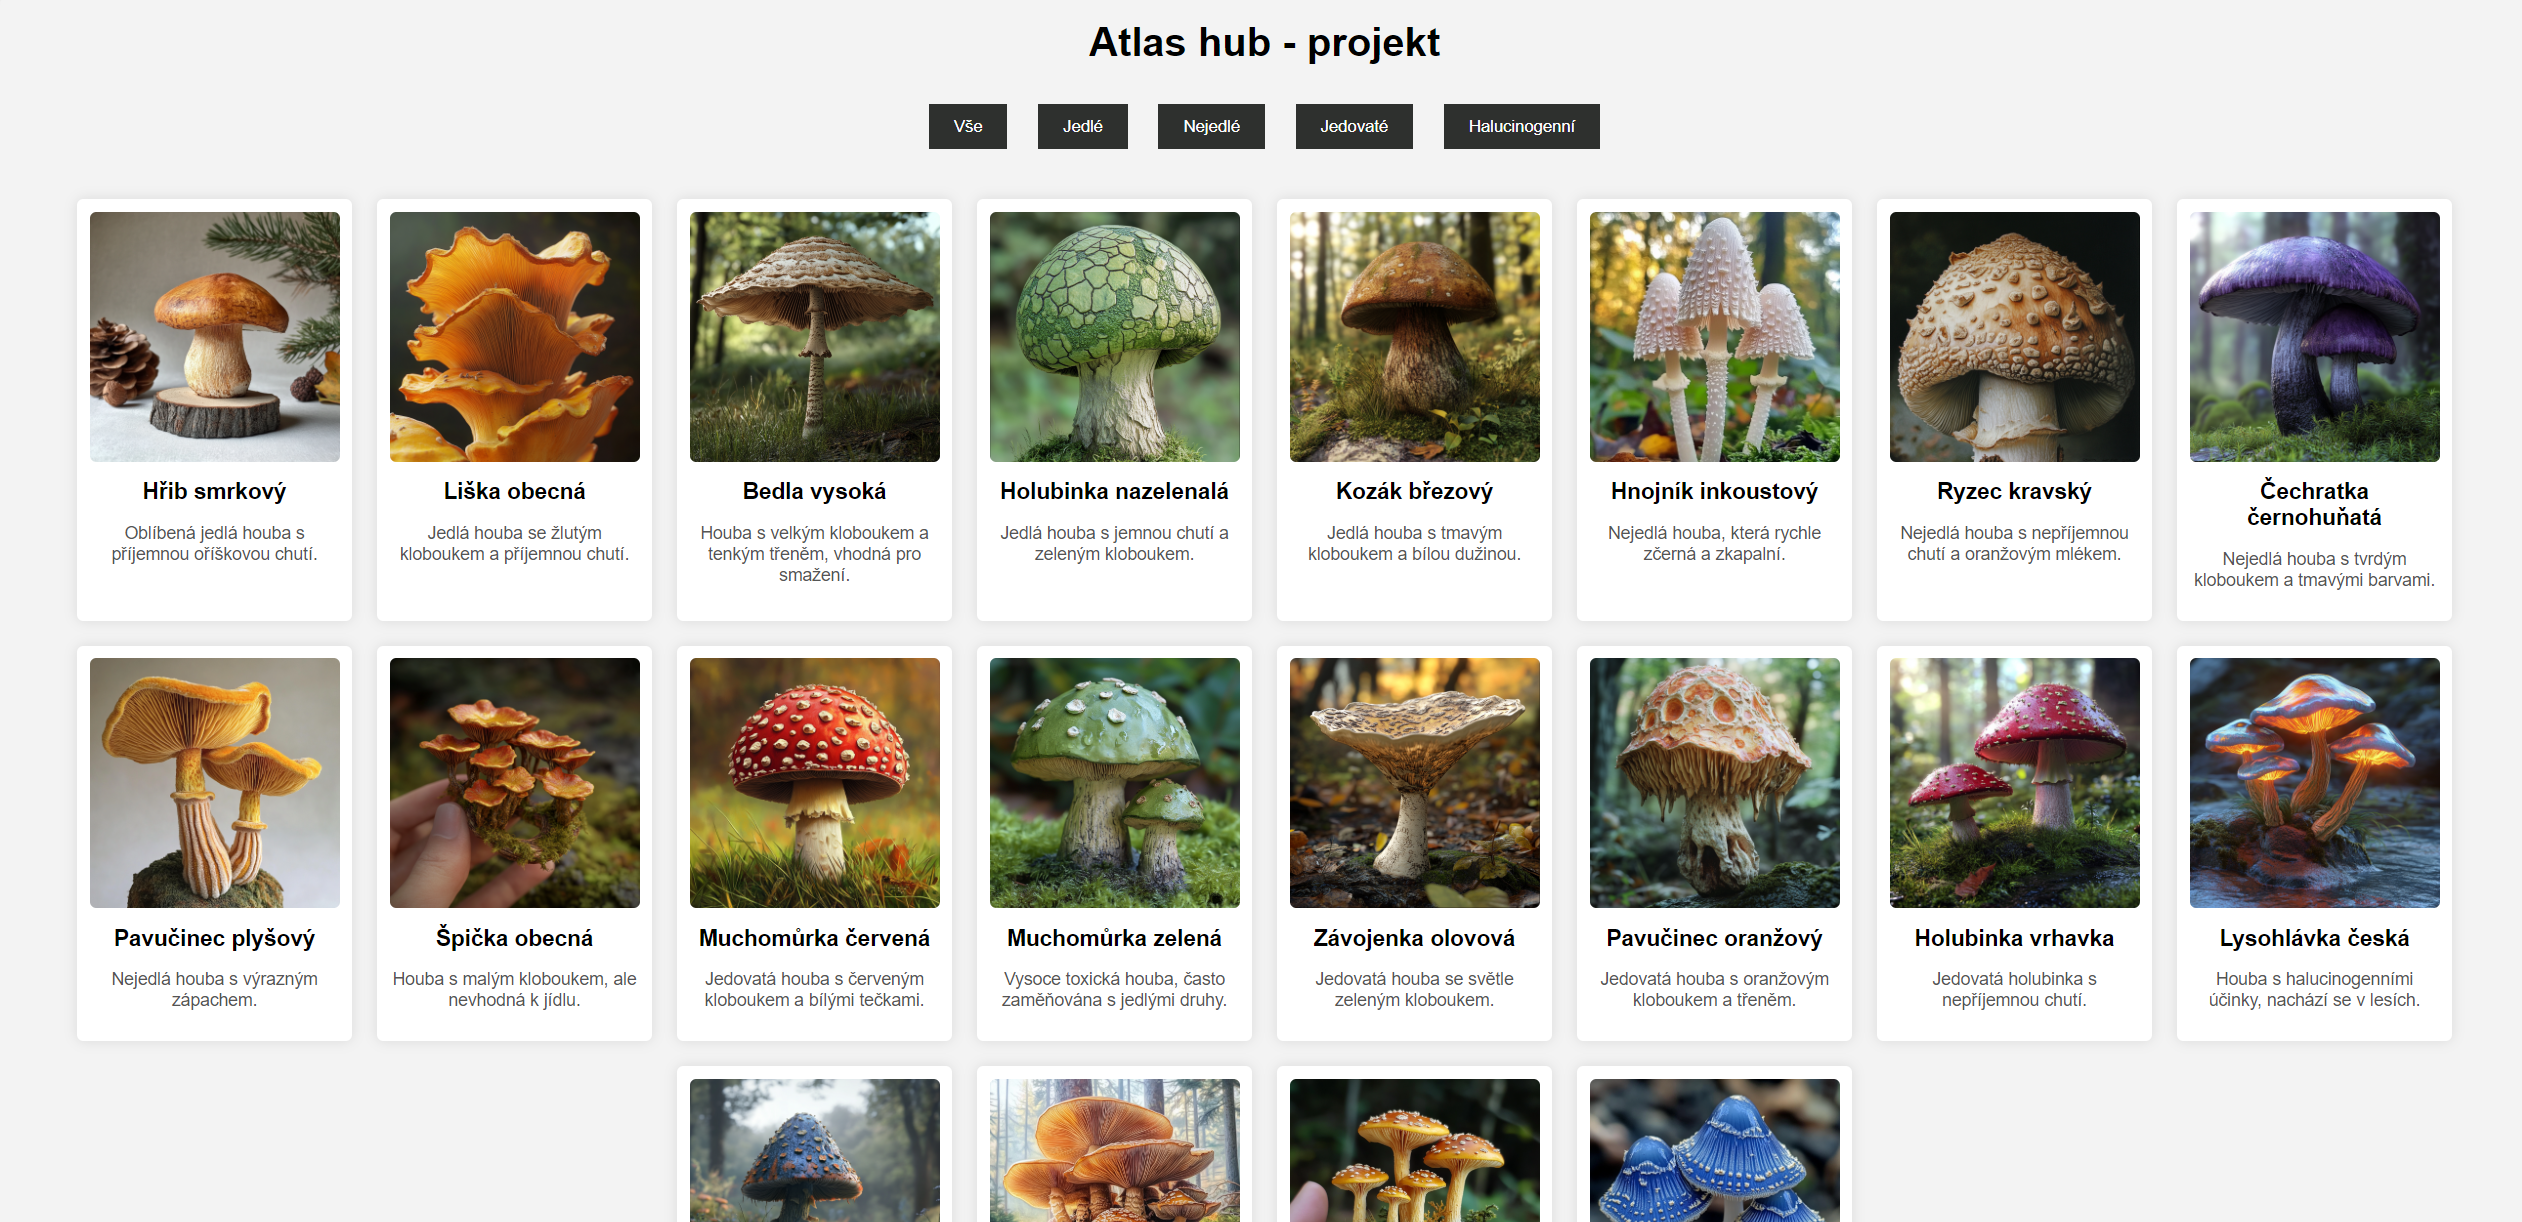 Atlas hub - projekt
Vše
Jedlé
Nejedlé
Jedovaté
Halucinogenní
Hřib smrkový
Oblíbená jedlá houba s
příjemnou oříškovou chutí.
Liška obecná
Jedlá houba se žlutým
kloboukem a příjemnou chutí.
Bedla vysoká
Houba s velkým kloboukem a
tenkým třeněm, vhodná pro
smažení.
Holubinka nazelenalá
Jedlá houba s jemnou chutí a
zeleným kloboukem.
Kozák březový
Jedlá houba s tmavým
kloboukem a bílou dužinou.
Hnojník inkoustový
Nejedlá houba, která rychle
zčerná a zkapalní.
Ryzec kravský
Nejedlá houba s nepříjemnou
chutí a oranžovým mlékem.
Čechratka
černohuňatá
Nejedlá houba s tvrdým
kloboukem a tmavými barvami.
Pavučinec plyšový
Nejedlá houba s výrazným
zápachem.
Špička obecná
Houba s malým kloboukem, ale
nevhodná k jídlu.
Muchomůrka červená
Jedovatá houba s červeným
kloboukem a bílými tečkami.
Muchomůrka zelená
Vysoce toxická houba, často
zaměňována s jedlými druhy.
Závojenka olovová
Jedovatá houba se světle
zeleným kloboukem.
Pavučinec oranžový
Jedovatá houba s oranžovým
kloboukem a třeněm.
Holubinka vrhavka
Jedovatá holubinka s
nepříjemnou chutí.
Lysohlávka česká
Houba s halucinogenními
účinky, nachází se v lesích.